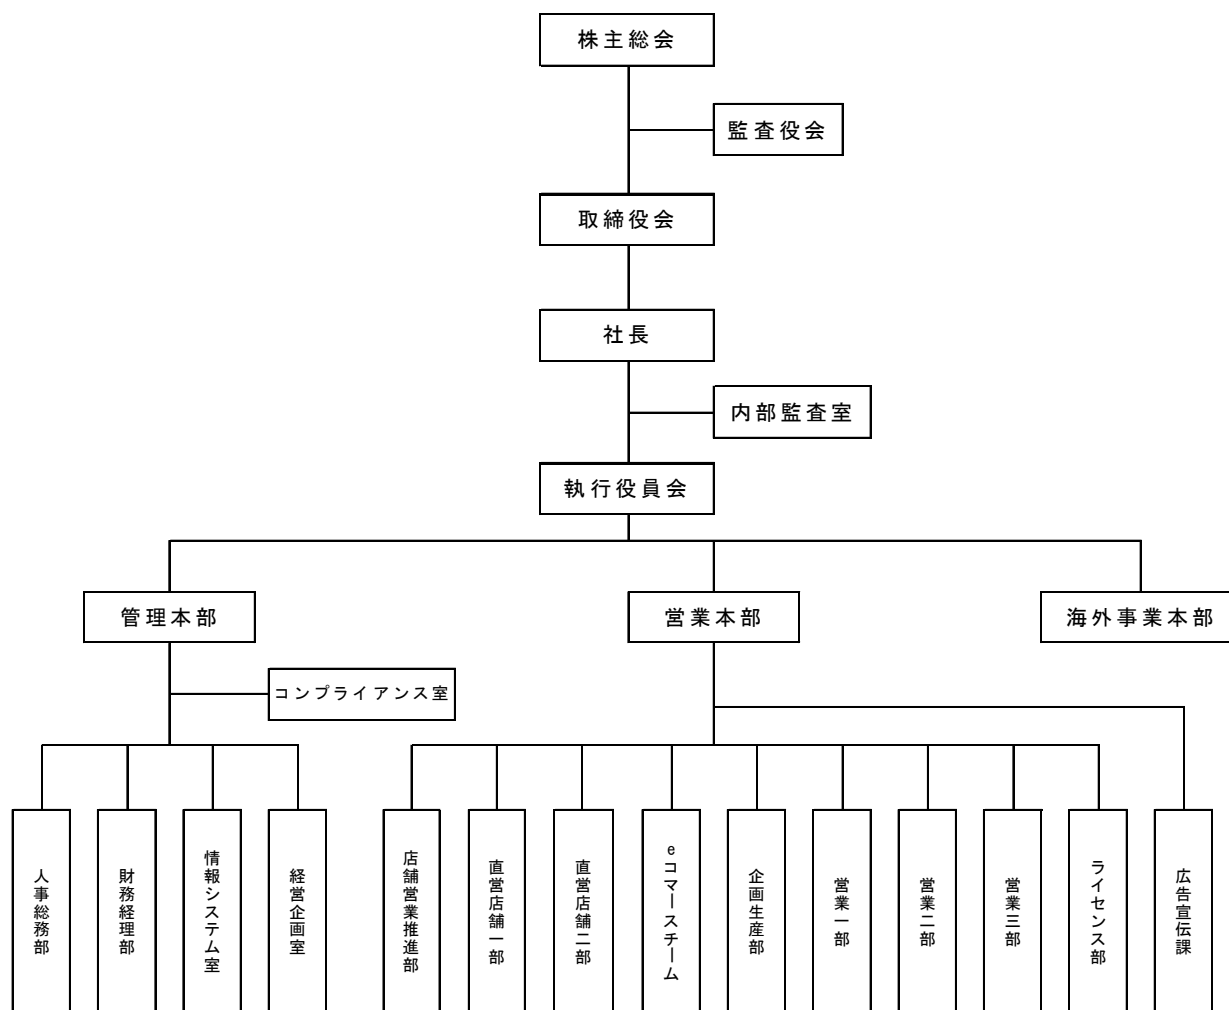 株主総会
監査役会
取締役会
社長
内部監査室
執行役員会
管理本部
営業本部
海外事業本部
コンプライアンス室
人事総務部
財務経理部
情報システム室
経営企画室
店舗営業推進部
直営店舗一部
直営店舗二部
eコマースチーム
企画生産部
営業一部
営業二部
営業三部
ライセンス部
広告宣伝課